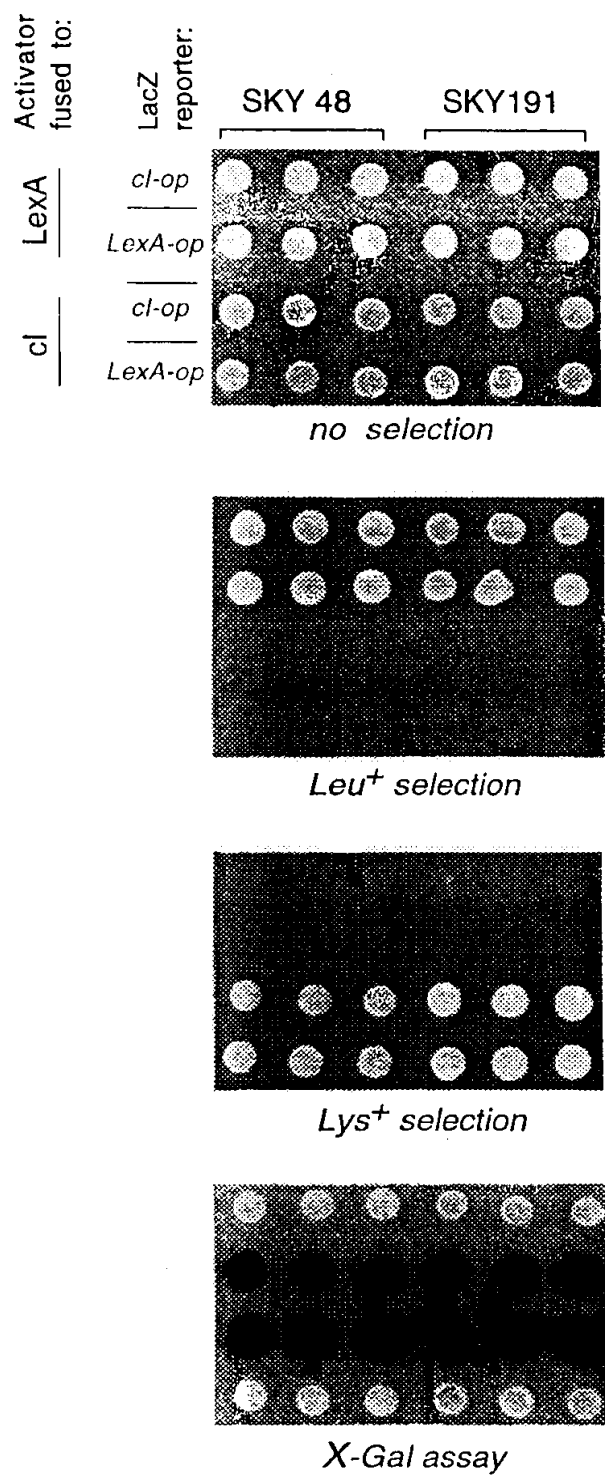 Activator
fused to:
LacZ
reporter:
SKY 48
SKY191
LexA
cI-op
LexA-op
cI
cI-op
LexA-op
no selection
Leu+ selection
Lys+ selection
X-Gal assay